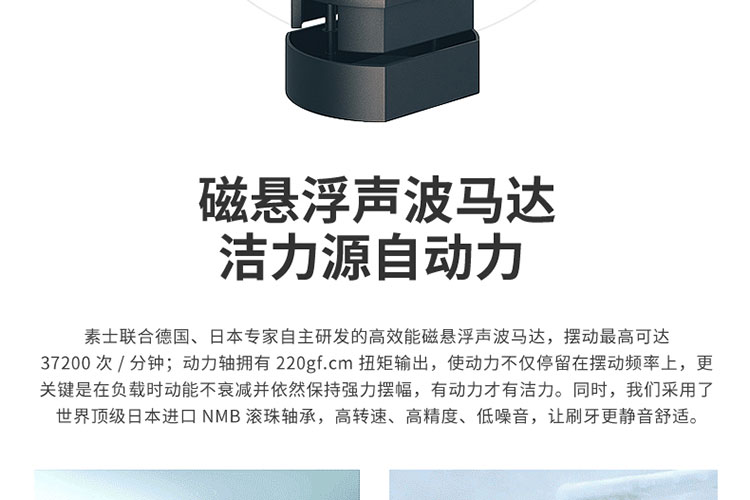 磁悬浮声波马达
洁力源自动力
素士联合德国、日本专家自主研发的高效能磁悬浮声波马达，摆动最高可达
37200 次 / 分钟；动力轴拥有 220gf.cm 扭矩输出，使动力不仅停留在摆动频率上，更
关键是在负载时动能不衰减并依然保持强力摆幅，有动力才有洁力。同时，我们采用了
世界顶级日本进口 NMB 滚珠轴承，高转速、高精度、低噪音，让刷牙更静音舒适。